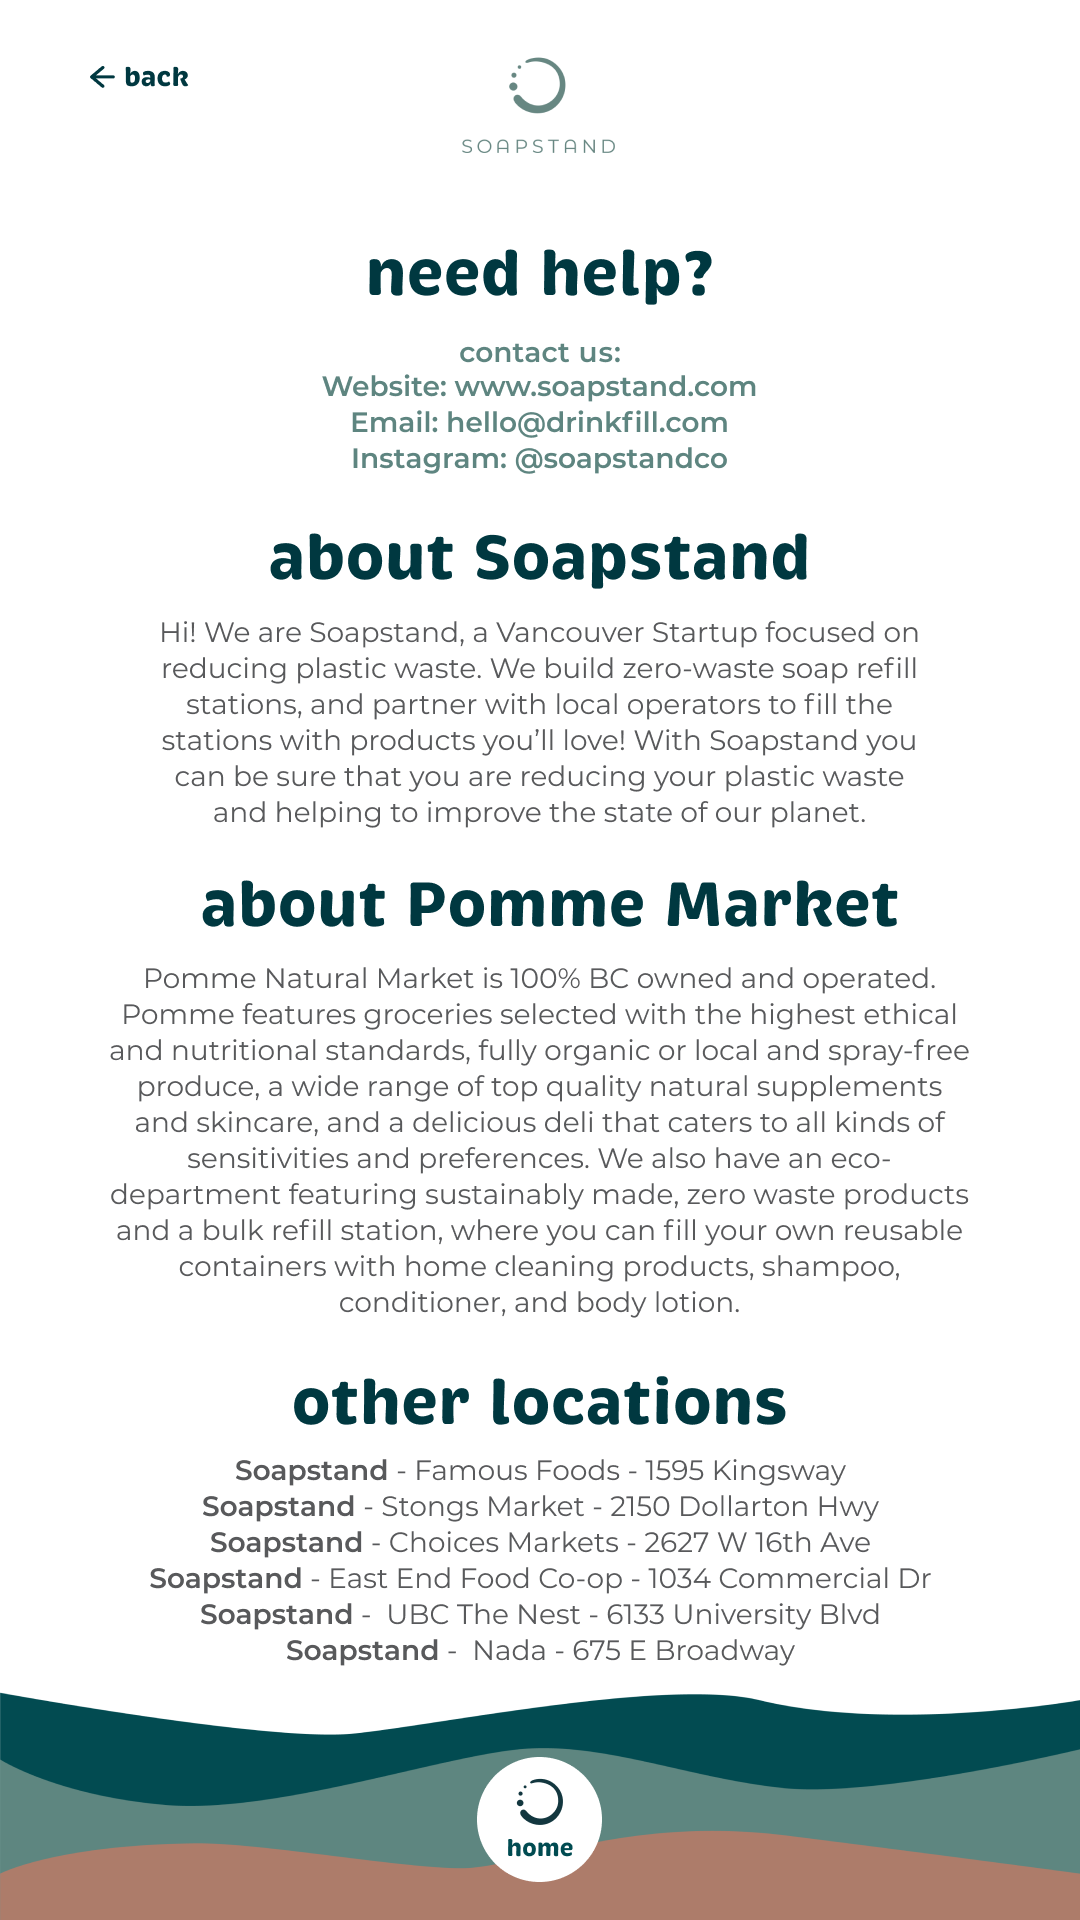 back
SOAPSTAND
need help?
contact us:
Website: www.soapstand.com
Email: hello@drinkfill.com
Instagram: @soapstandco
about Soapstand
Hi! We are Soapstand, a Vancouver Startup focused on
reducing plastic waste. We build zero-waste soap refill
stations, and partner with local operators to fill the
stations with products you’ll love! With Soapstand you
can be sure that you are reducing your plastic waste
and helping to improve the state of our planet.
about Pomme Market
Pomme Natural Market is 100% BC owned and operated.
Pomme features groceries selected with the highest ethical
and nutritional standards, fully organic or local and spray-free
produce, a wide range of top quality natural supplements
and skincare, and a delicious deli that caters to all kinds of
sensitivities and preferences. We also have an eco-
department featuring sustainably made, zero waste products
and a bulk refill station, where you can fill your own reusable
containers with home cleaning products, shampoo,
conditioner, and body lotion.
other locations
Soapstand - Famous Foods - 1595 Kingsway
Soapstand - Stongs Market - 2150 Dollarton Hwy
Soapstand - Choices Markets - 2627 W 16th Ave
Soapstand - East End Food Co-op - 1034 Commercial Dr
Soapstand -  UBC The Nest - 6133 University Blvd
Soapstand -  Nada - 675 E Broadway
home